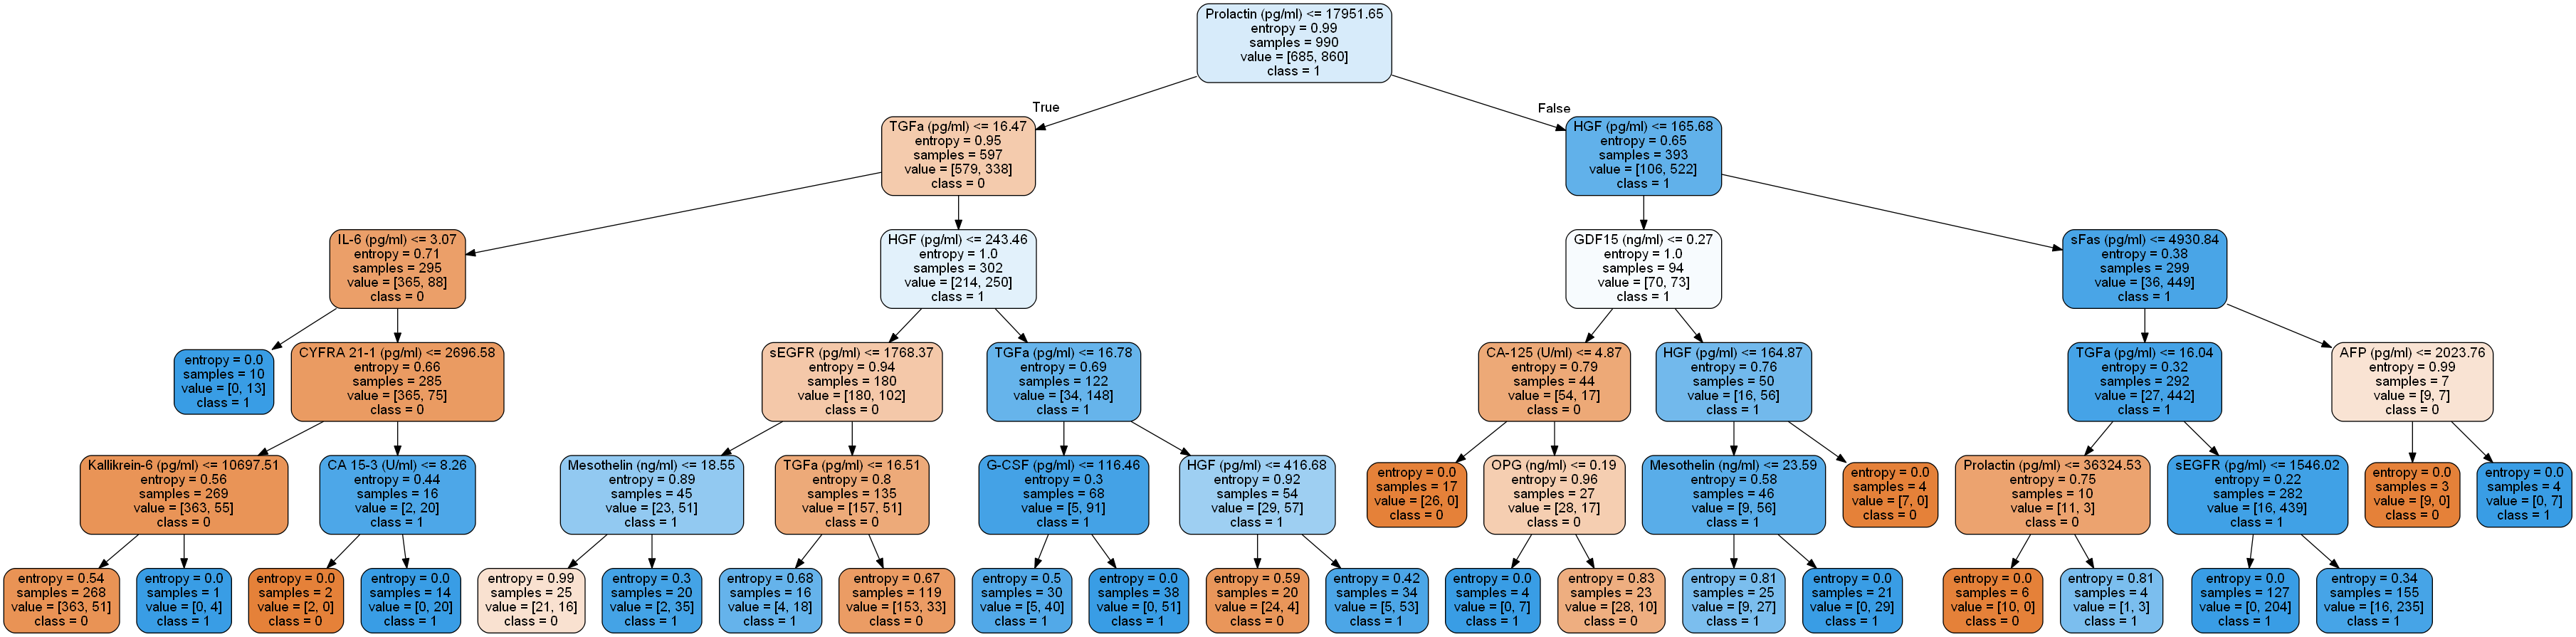 Prolactin (pg/ml) <= 17951.65
entropy = 0.99
samples = 990
value = [685, 860]
class = 1
True
False
TGFa (pg/ml) <= 16.47
entropy = 0.95
samples = 597
value = [579, 338]
class = 0
HGF (pg/ml) <= 165.68
entropy = 0.65
samples = 393
value = [106, 522]
class = 1
IL-6 (pg/ml) <= 3.07
entropy = 0.71
samples = 295
value = [365, 88]
class = 0
HGF (pg/ml) <= 243.46
entropy = 1.0
samples = 302
value = [214, 250]
class = 1
GDF15 (ng/ml) <= 0.27
entropy = 1.0
samples = 94
value = [70, 73]
class = 1
sFas (pg/ml) <= 4930.84
entropy = 0.38
samples = 299
value = [36, 449]
class = 1
entropy = 0.0
samples = 10
value = [0, 13]
class = 1
CYFRA 21-1 (pg/ml) <= 2696.58
entropy = 0.66
samples = 285
value = [365, 75]
class = 0
sEGFR (pg/ml) <= 1768.37
entropy = 0.94
samples = 180
value = [180, 102]
class = 0
TGFa (pg/ml) <= 16.78
entropy = 0.69
samples = 122
value = [34, 148]
class = 1
CA-125 (U/ml) <= 4.87
entropy = 0.79
samples = 44
value = [54, 17]
class = 0
HGF (pg/ml) <= 164.87
entropy = 0.76
samples = 50
value = [16, 56]
class = 1
TGFa (pg/ml) <= 16.04
entropy = 0.32
samples = 292
value = [27, 442]
class = 1
AFP (pg/ml) <= 2023.76
entropy = 0.99
samples = 7
value = [9, 7]
class = 0
Kallikrein-6 (pg/ml) <= 10697.51
entropy = 0.56
samples = 269
value = [363, 55]
class = 0
CA 15-3 (U/ml) <= 8.26
entropy = 0.44
samples = 16
value = [2, 20]
class = 1
Mesothelin (ng/ml) <= 18.55
entropy = 0.89
samples = 45
value = [23, 51]
class = 1
TGFa (pg/ml) <= 16.51
entropy = 0.8
samples = 135
value = [157, 51]
class = 0
G-CSF (pg/ml) <= 116.46
entropy = 0.3
samples = 68
value = [5, 91]
class = 1
HGF (pg/ml) <= 416.68
entropy = 0.92
samples = 54
value = [29, 57]
class = 1
entropy = 0.0
samples = 17
value = [26, 0]
class = 0
OPG (ng/ml) <= 0.19
entropy = 0.96
samples = 27
value = [28, 17]
class = 0
Mesothelin (ng/ml) <= 23.59
entropy = 0.58
samples = 46
value = [9, 56]
class = 1
entropy = 0.0
samples = 4
value = [7, 0]
class = 0
Prolactin (pg/ml) <= 36324.53
entropy = 0.75
samples = 10
value = [11, 3]
class = 0
sEGFR (pg/ml) <= 1546.02
entropy = 0.22
samples = 282
value = [16, 439]
class = 1
entropy = 0.0
samples = 3
value = [9, 0]
class = 0
entropy = 0.0
samples = 4
value = [0, 7]
class = 1
entropy = 0.54
samples = 268
value = [363, 51]
class = 0
entropy = 0.0
samples = 1
value = [0, 4]
class = 1
entropy = 0.0
samples = 2
value = [2, 0]
class = 0
entropy = 0.0
samples = 14
value = [0, 20]
class = 1
entropy = 0.99
samples = 25
value = [21, 16]
class = 0
entropy = 0.3
samples = 20
value = [2, 35]
class = 1
entropy = 0.68
samples = 16
value = [4, 18]
class = 1
entropy = 0.67
samples = 119
value = [153, 33]
class = 0
entropy = 0.5
samples = 30
value = [5, 40]
class = 1
entropy = 0.0
samples = 38
value = [0, 51]
class = 1
entropy = 0.59
samples = 20
value = [24, 4]
class = 0
entropy = 0.42
samples = 34
value = [5, 53]
class = 1
entropy = 0.0
samples = 4
value = [0, 7]
class = 1
entropy = 0.83
samples = 23
value = [28, 10]
class = 0
entropy = 0.81
samples = 25
value = [9, 27]
class = 1
entropy = 0.0
samples = 21
value = [0, 29]
class = 1
entropy = 0.0
samples = 6
value = [10, 0]
class = 0
entropy = 0.81
samples = 4
value = [1, 3]
class = 1
entropy = 0.0
samples = 127
value = [0, 204]
class = 1
entropy = 0.34
samples = 155
value = [16, 235]
class = 1